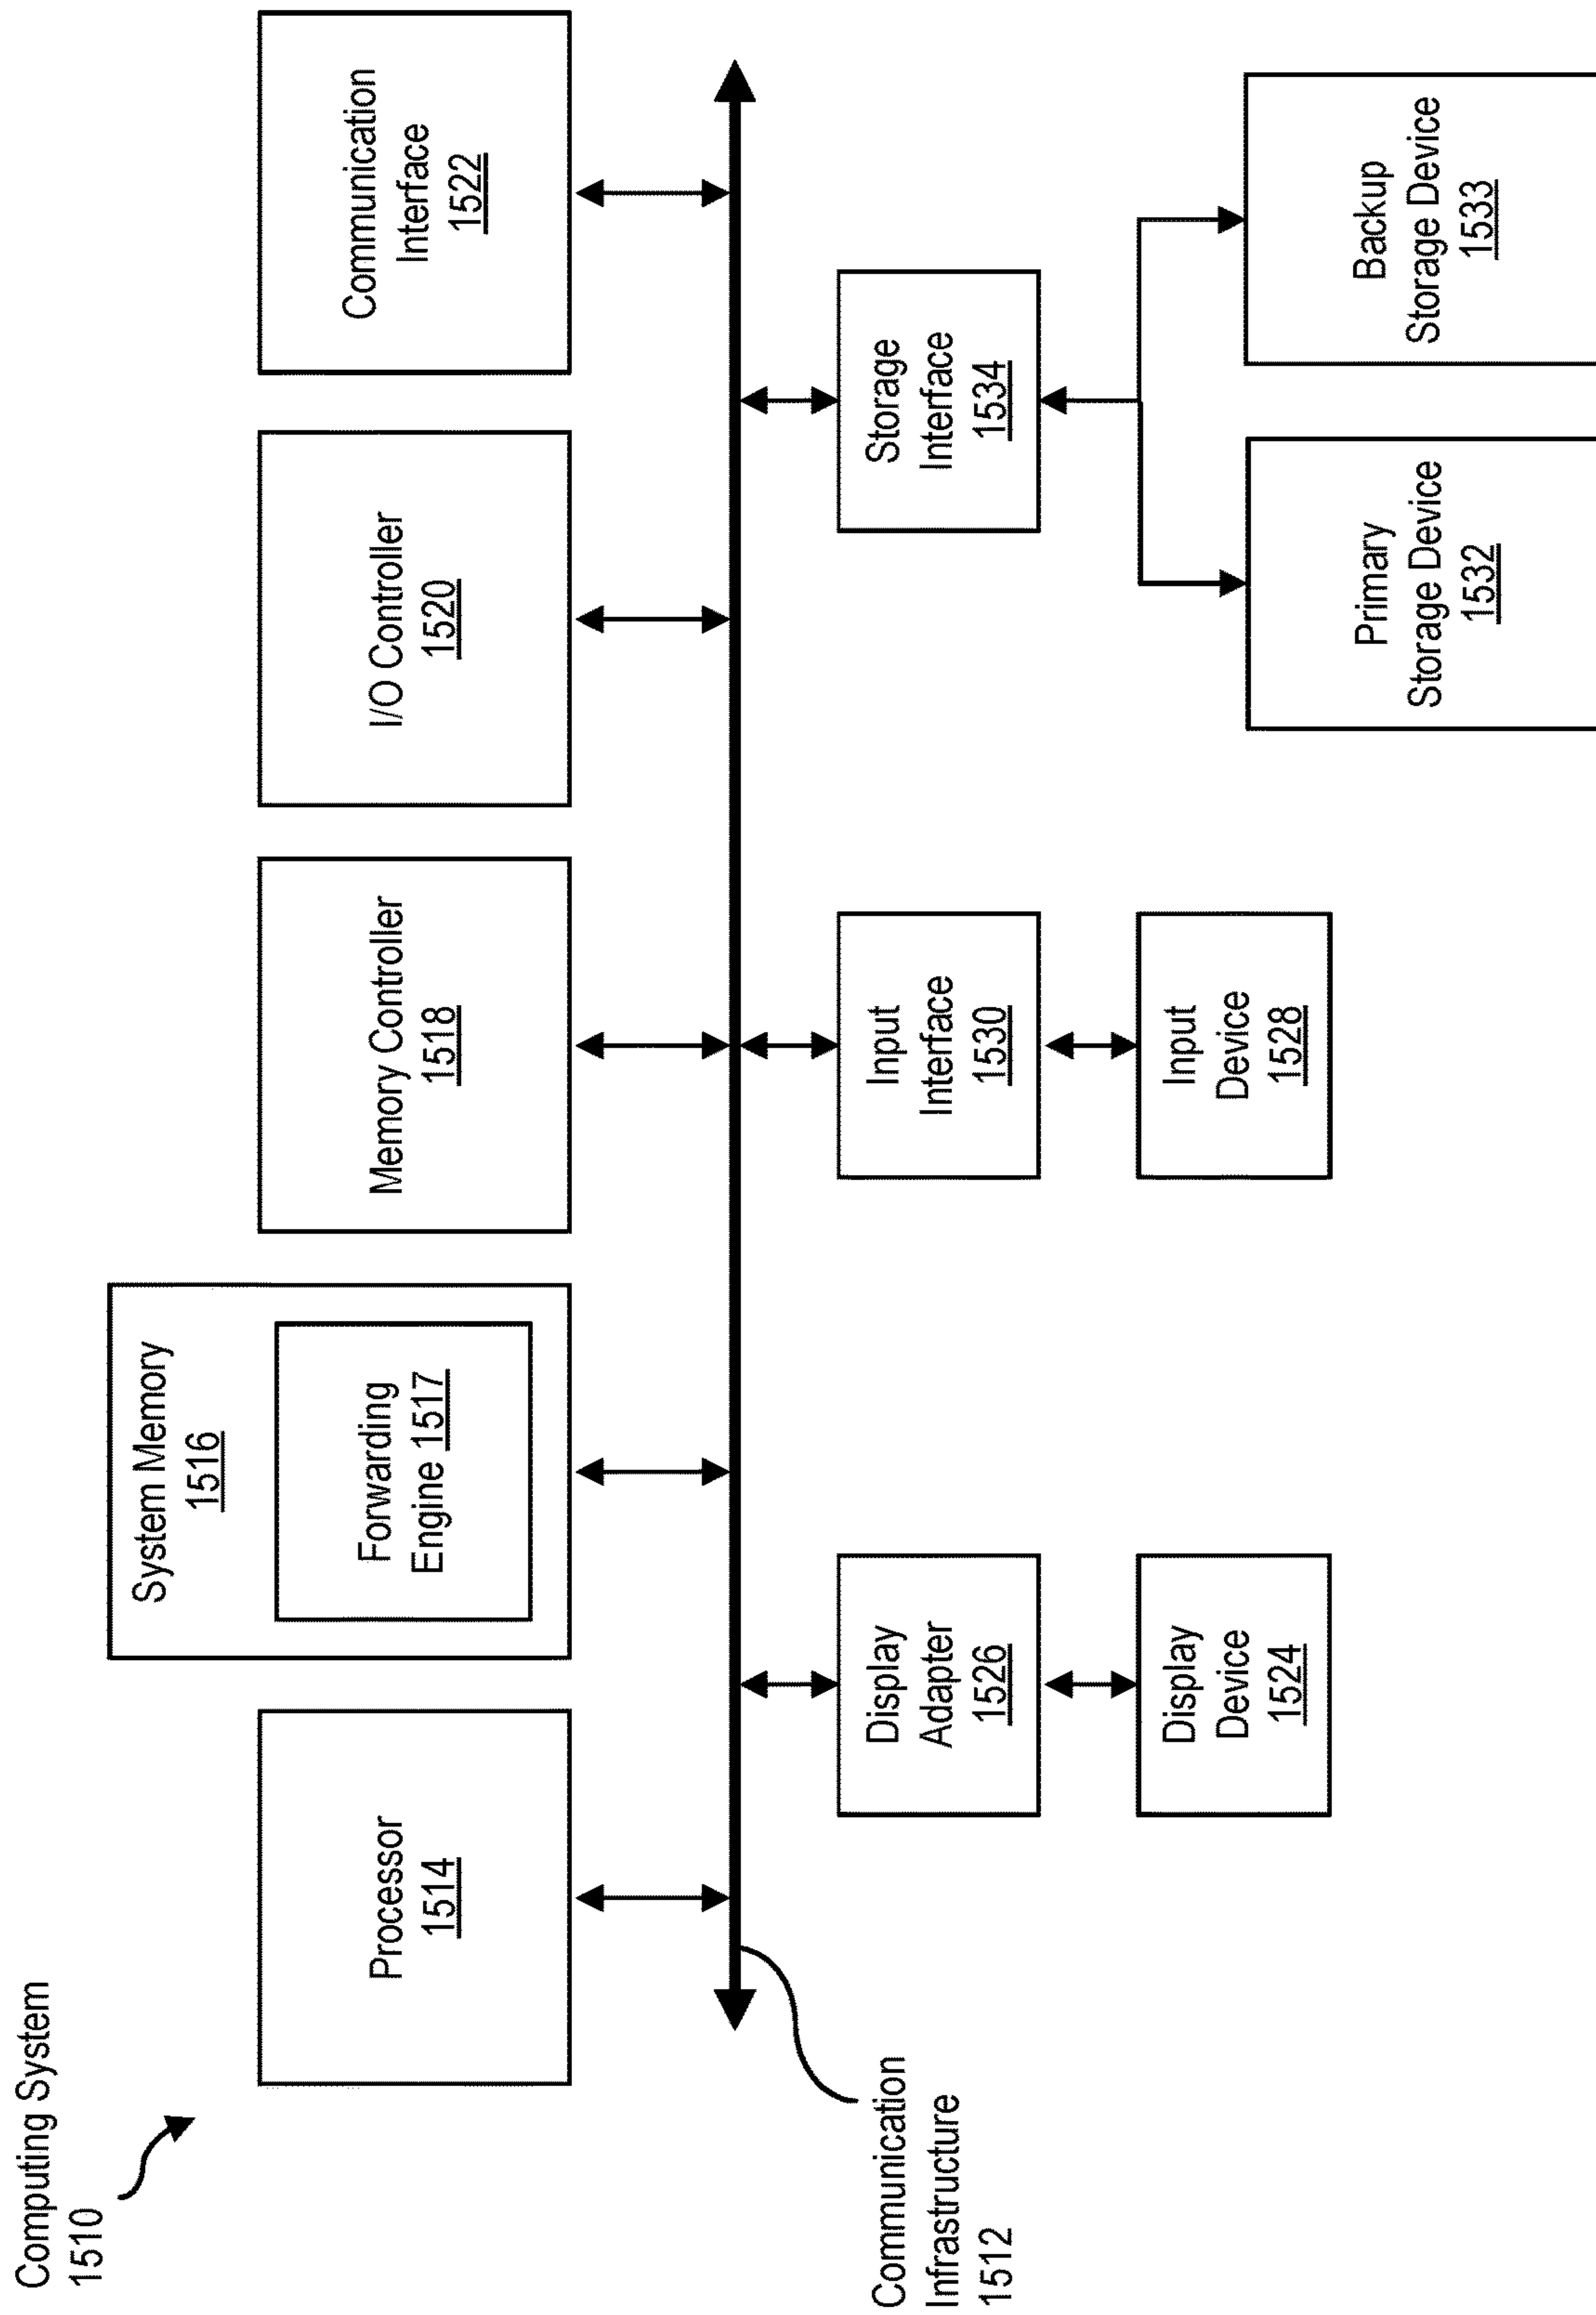 Computing System
1510
Processor
1514
System Memory
1516
Forwarding
Engine 1517
Memory Controller
1518
I/O Controller
1520
Communication
Interface
1522
Communication
Infrastructure
1512
Display
Adapter
1526
Input
Interface
1530
Storage
Interface
1534
Display
Device
1524
Input
Device
1528
Primary
Storage Device
1532
Backup
Storage Device
1533